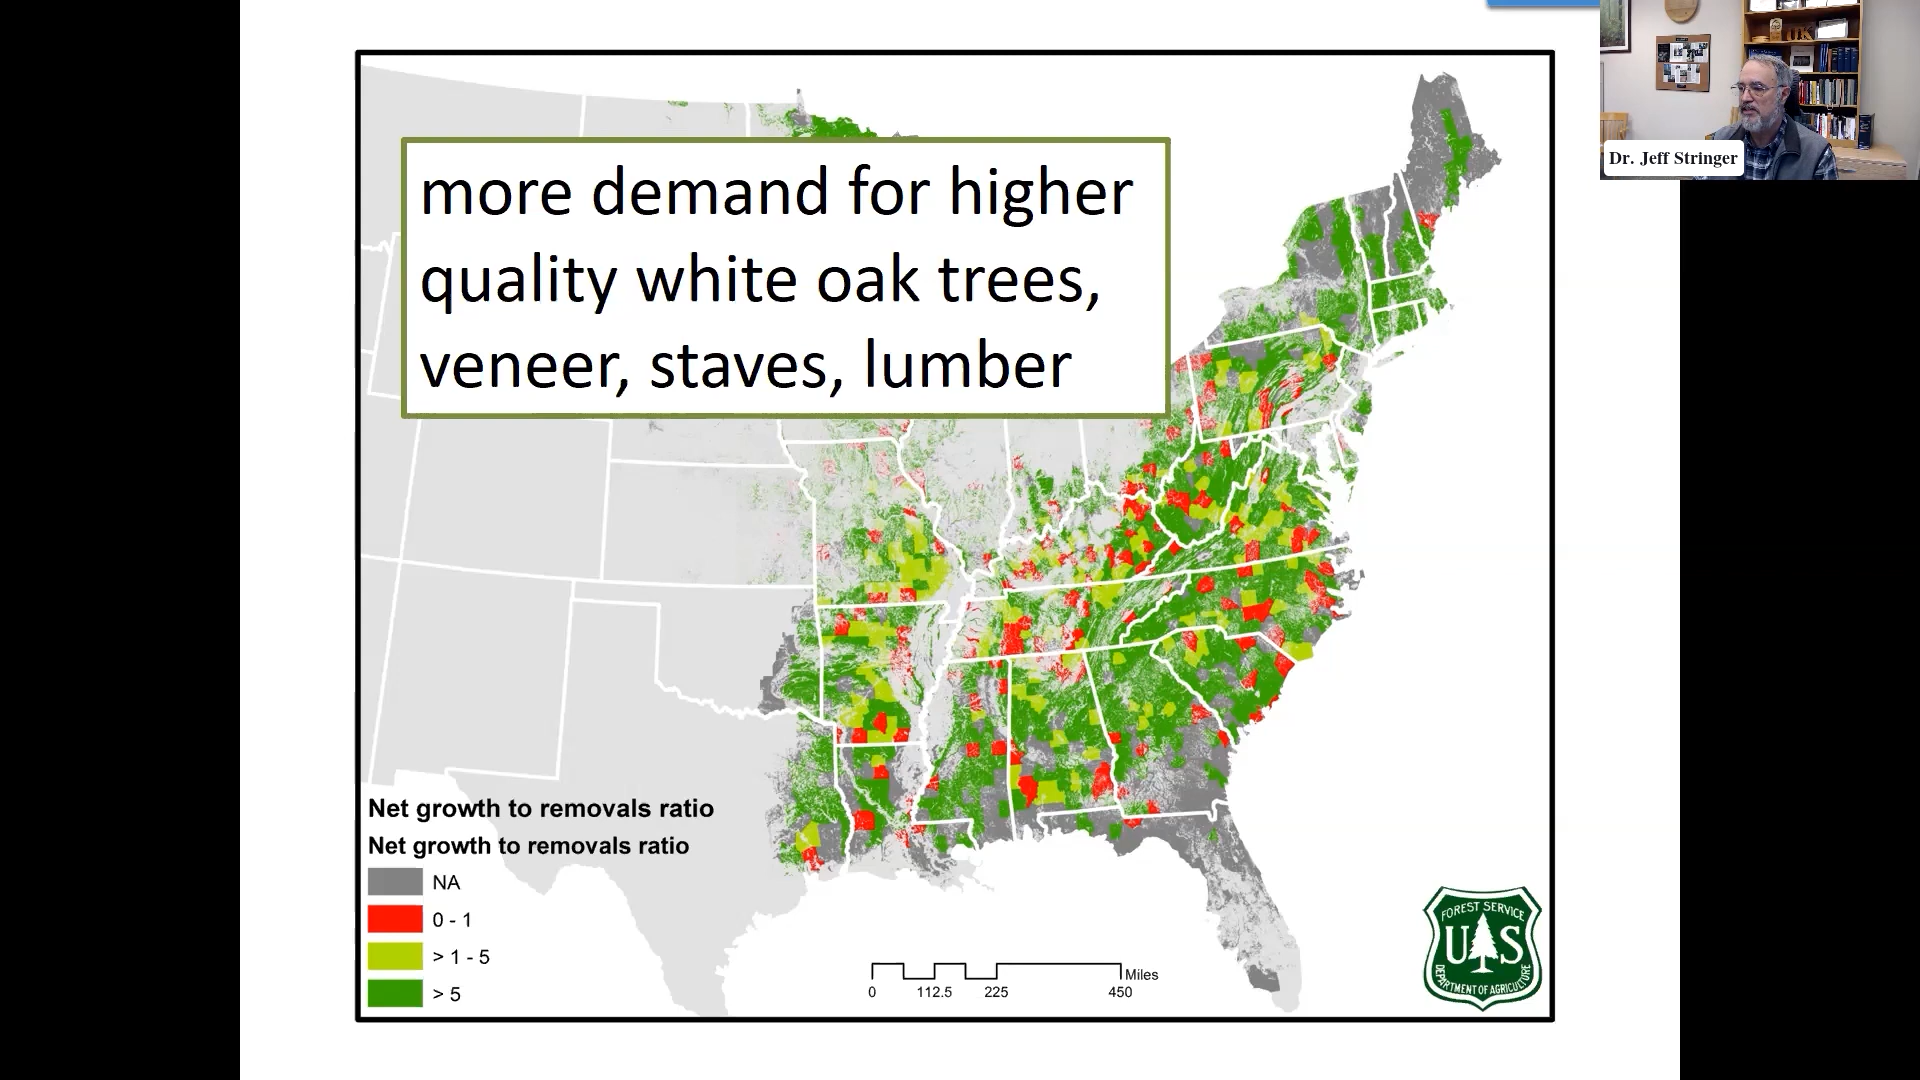 more demand for higher
quality white oak trees,
veneer, staves, lumber
Dr. Jeff Stringer
Net growth to removals ratio
Net growth to removals ratio
NA
0 - 1
> 1 - 5
> 5
Miles
0 112.5 225 450
FOREST SERVICE
U S
DEPARTMENT OF AGRICULTURE